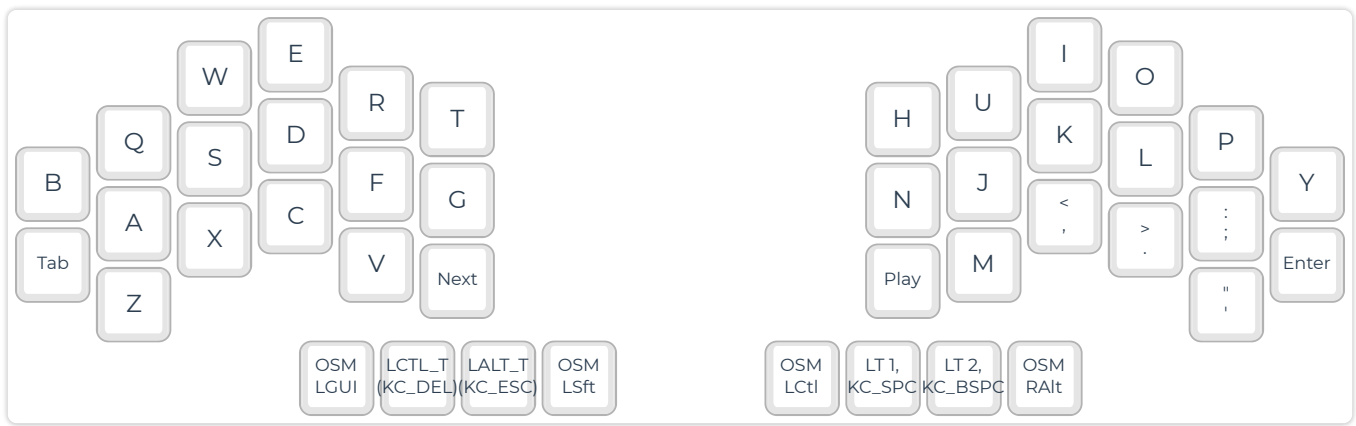 E
I
W
O
R
U
T
H
Q
P
D
K
S
L
B
Y
F
J
G
N
A
:
;
C
<
,
X
>
.
Tab
Enter
V
M
Next
Play
Z
"
'
OSM
LGUI
LCTL_T
(KC_DEL)
LALT_T
(KC_ESC)
OSM
LSft
OSM
LCtl
LT 1,
KC_SPC
LT 2,
KC_BSPC
OSM
RAlt